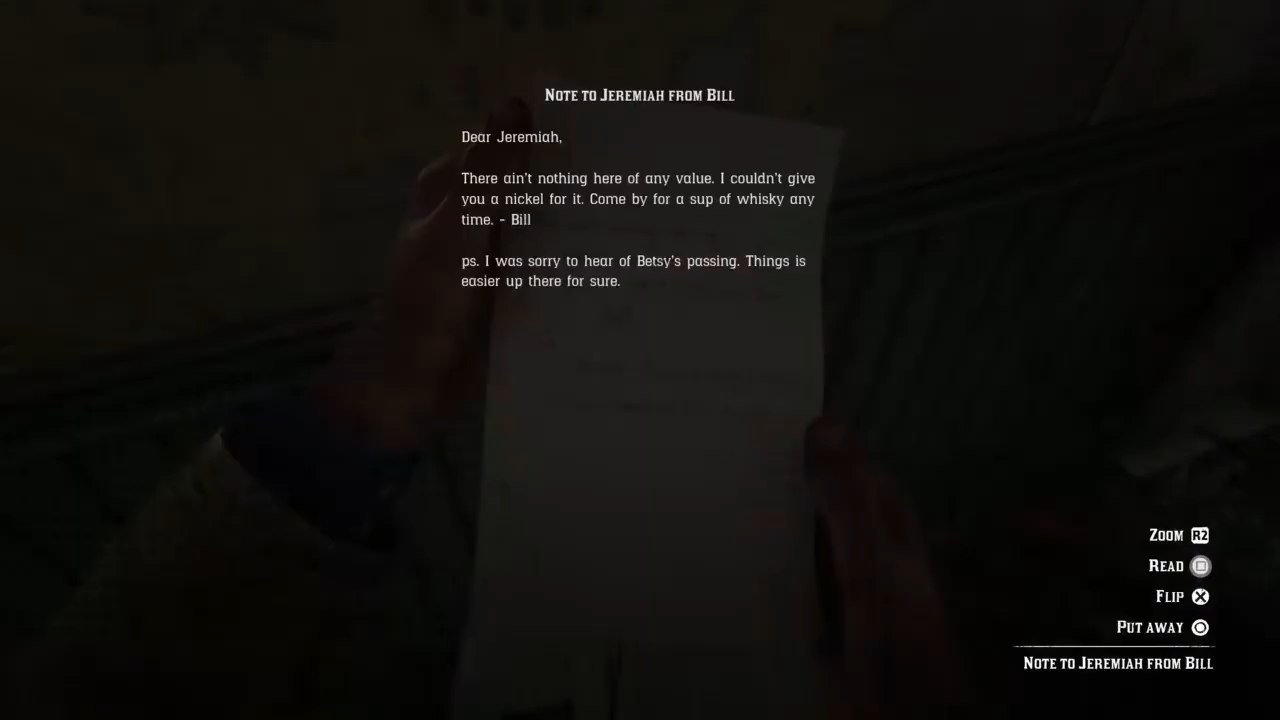 NOTE TO JEREMIAH FROM BILL
Dear Jeremiah,
There ain't nothing here of any value. I couldn't give
you a nickel for it. Come by for a sup of whisky any
time. - Bill
ps. I was sorry to hear of Betsy's passing. Things is
easier up there for sure.
ZOOM R2
READ
FLIP
PUT AWAY
NOTE TO JEREMIAH FROM BILL